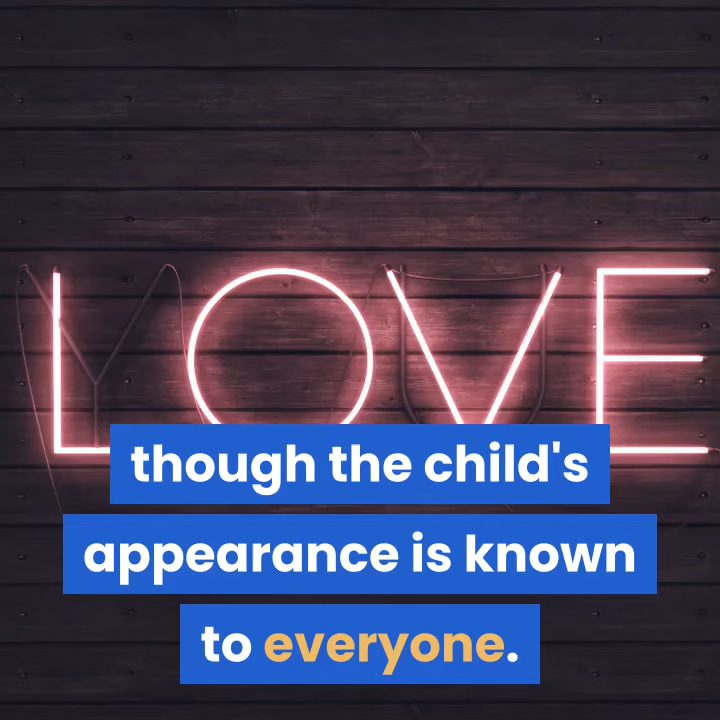 LOVE
though the child's
appearance is known
to everyone.